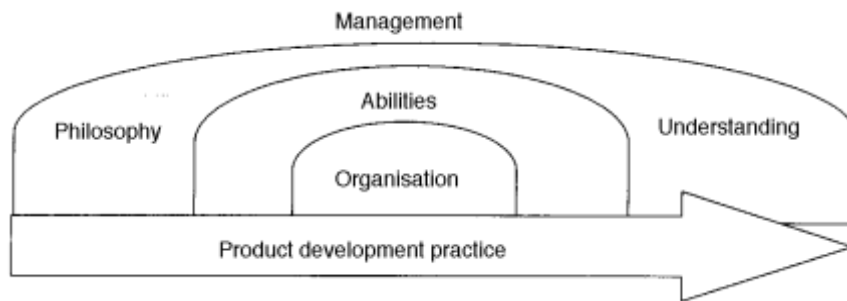 Management
Abilities
Philosophy
Understanding
Organisation
Product development practice